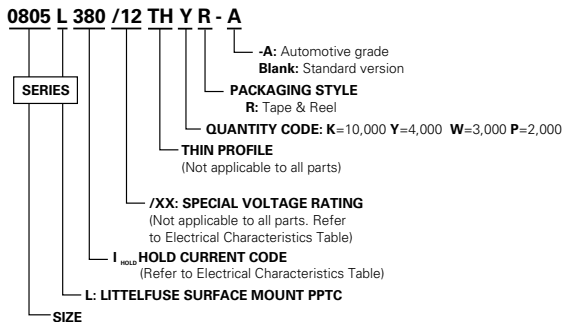 0805 L 380 /12 TH Y R - A
-A: Automotive grade
Blank: Standard version
SERIES
PACKAGING STYLE
R: Tape & Reel
QUANTITY CODE: K=10,000 Y=4,000 W=3,000 P=2,000
THIN PROFILE
(Not applicable to all parts)
/XX: SPECIAL VOLTAGE RATING
(Not applicable to all parts. Refer
to Electrical Characteristics Table)
I HOLD HOLD CURRENT CODE
(Refer to Electrical Characteristics Table)
L: LITTELFUSE SURFACE MOUNT PPTC
SIZE